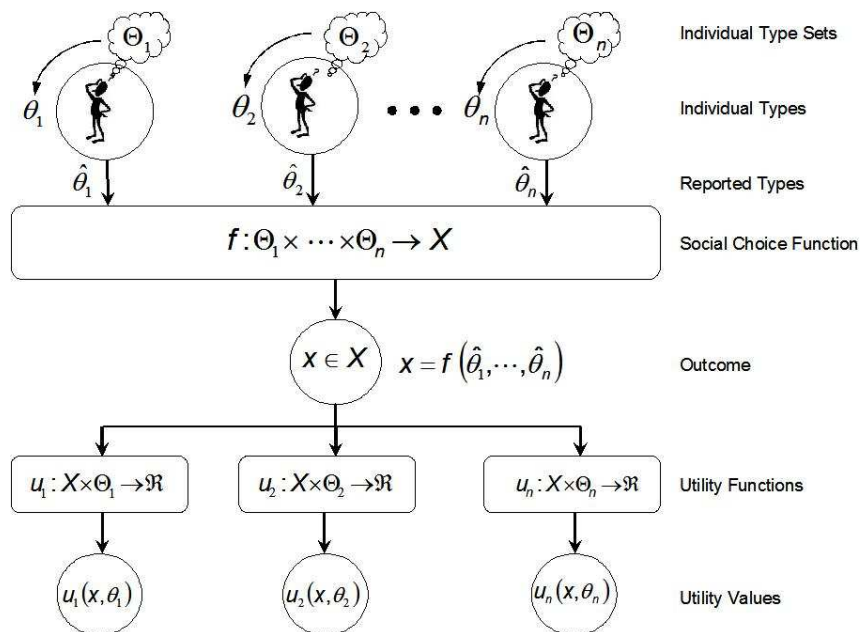 Θ₁ Θ₂ Θₙ Individual Type Sets
θ₁ θ₂ • • • θₙ Individual Types
θ̂₁ θ̂₂ θ̂ₙ Reported Types
f : Θ₁ × ⋯ × Θₙ → X Social Choice Function
x ∈ X x = f (θ̂₁,⋯,θ̂ₙ) Outcome
u₁ : X×Θ₁ →ℜ u₂ : X×Θ₂ →ℜ uₙ : X×Θₙ →ℜ Utility Functions
u₁(x,θ₁) u₂(x,θ₂) uₙ(x,θₙ) Utility Values